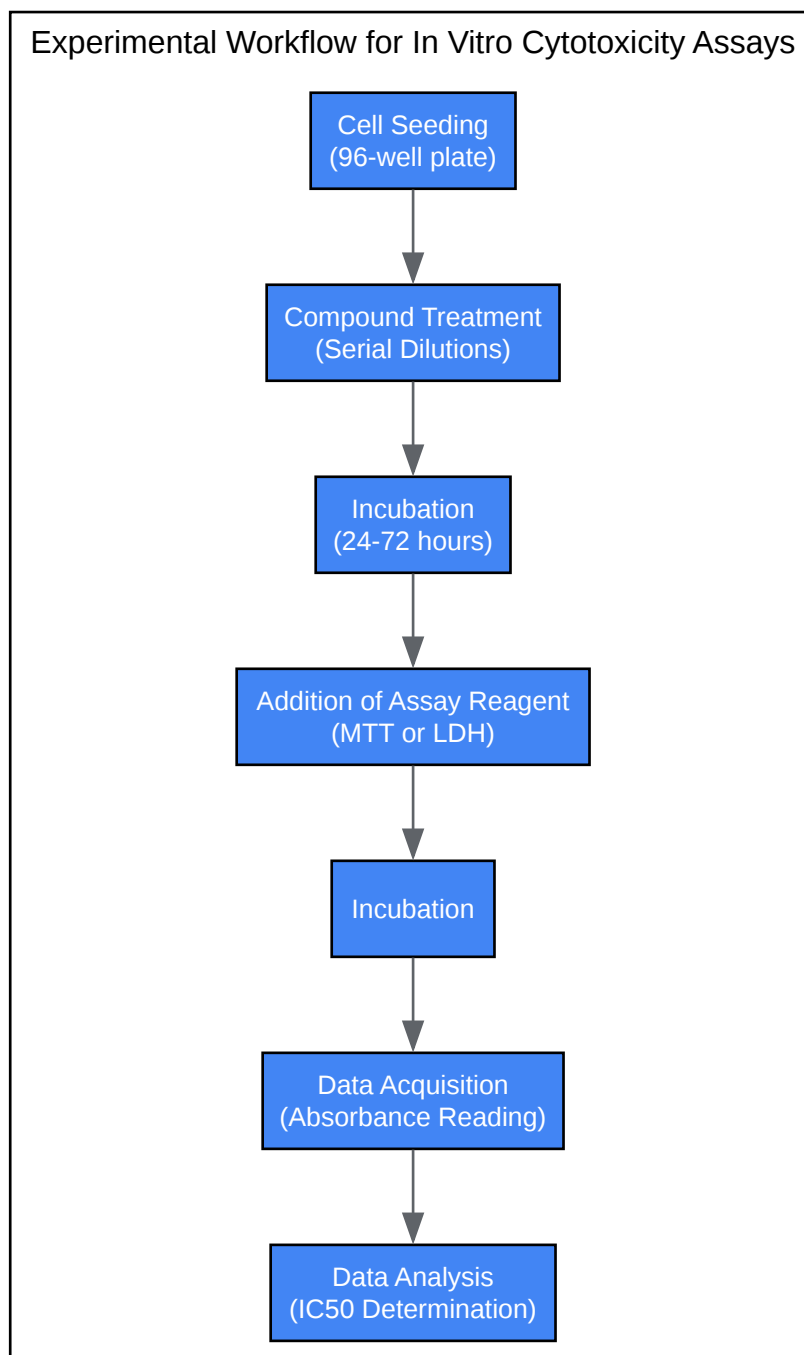 Experimental Workflow for In Vitro Cytotoxicity Assays
Cell Seeding
(96-well plate)
Compound Treatment
(Serial Dilutions)
Incubation
(24-72 hours)
Addition of Assay Reagent
(MTT or LDH)
Incubation
Data Acquisition
(Absorbance Reading)
Data Analysis
(IC50 Determination)